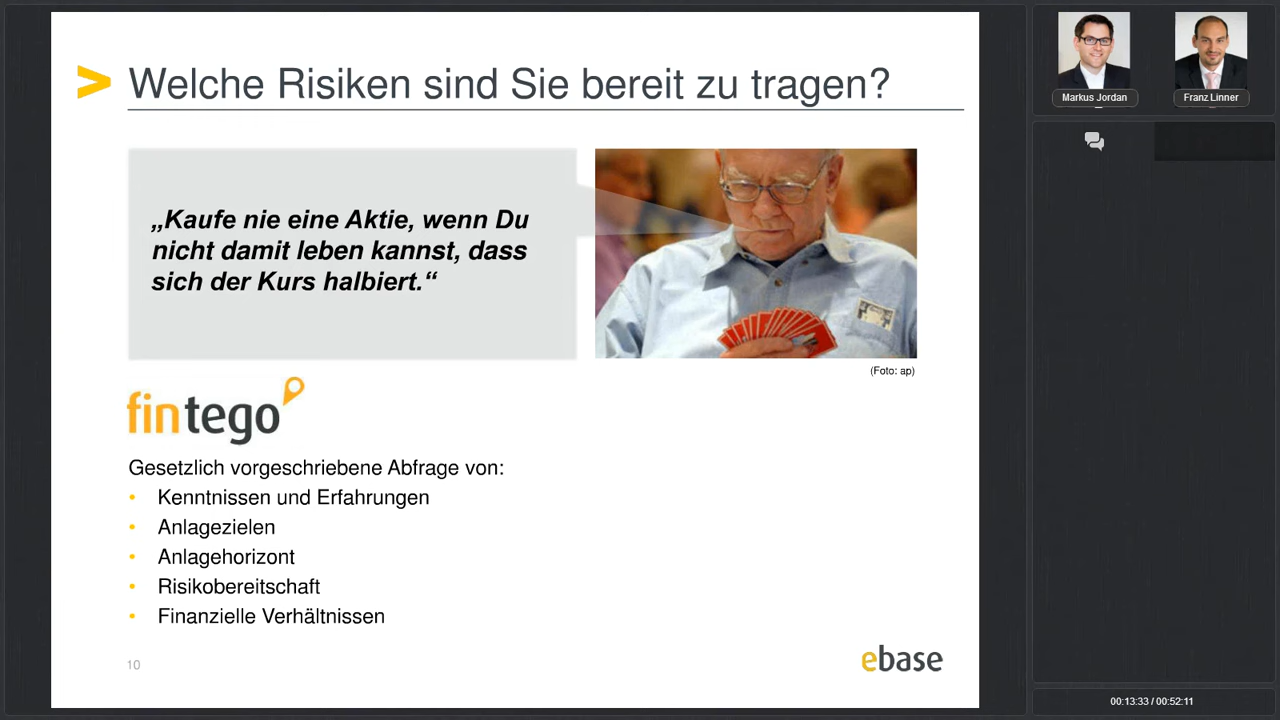 > Welche Risiken sind Sie bereit zu tragen?
„Kaufe nie eine Aktie, wenn Du
nicht damit leben kannst, dass
sich der Kurs halbiert.“
(Foto: ap)
fintego
Gesetzlich vorgeschriebene Abfrage von:
• Kenntnissen und Erfahrungen
• Anlagezielen
• Anlagehorizont
• Risikobereitschaft
• Finanzielle Verhältnissen
10
ebase
Markus Jordan
Franz Linner
00:13:33 / 00:52:11